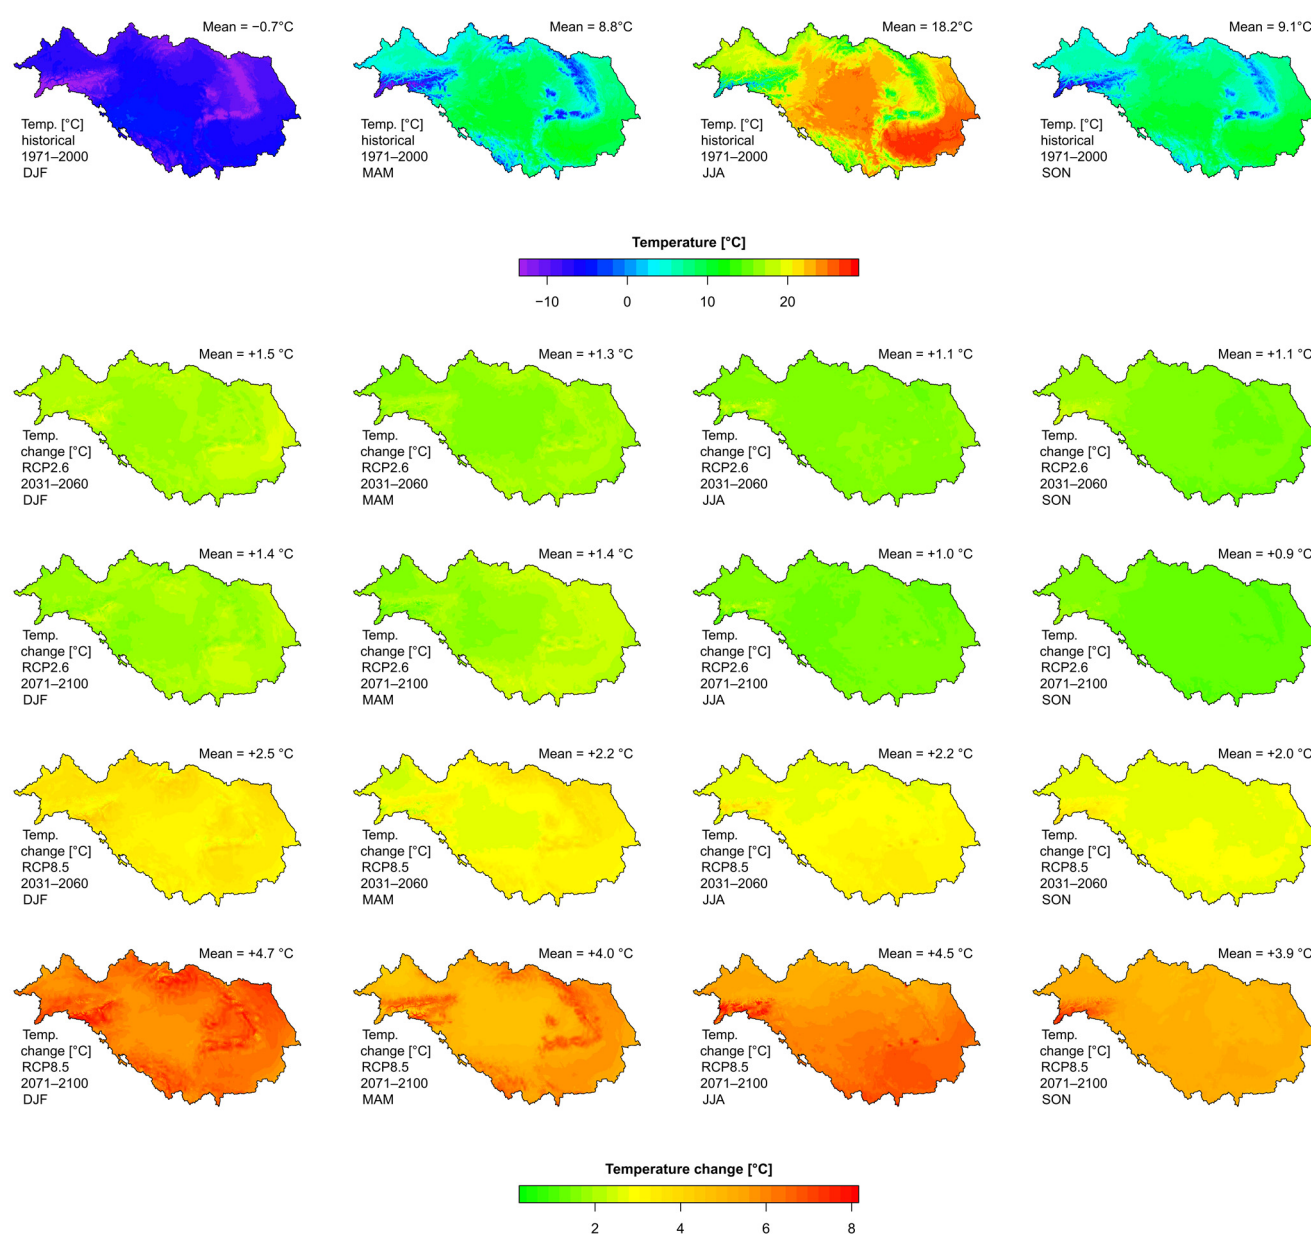 Mean = −0.7°C
Temp. [°C]
historical
1971–2000
DJF
Mean = 8.8°C
Temp. [°C]
historical
1971–2000
MAM
Mean = 18.2°C
Temp. [°C]
historical
1971–2000
JJA
Mean = 9.1°C
Temp. [°C]
historical
1971–2000
SON
Temperature [°C]
−10 0 10 20
Mean = +1.5 °C
Temp.
change [°C]
RCP2.6
2031–2060
DJF
Mean = +1.3 °C
Temp.
change [°C]
RCP2.6
2031–2060
MAM
Mean = +1.1 °C
Temp.
change [°C]
RCP2.6
2031–2060
JJA
Mean = +1.1 °C
Temp.
change [°C]
RCP2.6
2031–2060
SON
Mean = +1.4 °C
Temp.
change [°C]
RCP2.6
2071–2100
DJF
Mean = +1.4 °C
Temp.
change [°C]
RCP2.6
2071–2100
MAM
Mean = +1.0 °C
Temp.
change [°C]
RCP2.6
2071–2100
JJA
Mean = +0.9 °C
Temp.
change [°C]
RCP2.6
2071–2100
SON
Mean = +2.5 °C
Temp.
change [°C]
RCP8.5
2031–2060
DJF
Mean = +2.2 °C
Temp.
change [°C]
RCP8.5
2031–2060
MAM
Mean = +2.2 °C
Temp.
change [°C]
RCP8.5
2031–2060
JJA
Mean = +2.0 °C
Temp.
change [°C]
RCP8.5
2031–2060
SON
Mean = +4.7 °C
Temp.
change [°C]
RCP8.5
2071–2100
DJF
Mean = +4.0 °C
Temp.
change [°C]
RCP8.5
2071–2100
MAM
Mean = +4.5 °C
Temp.
change [°C]
RCP8.5
2071–2100
JJA
Mean = +3.9 °C
Temp.
change [°C]
RCP8.5
2071–2100
SON
Temperature change [°C]
2 4 6 8